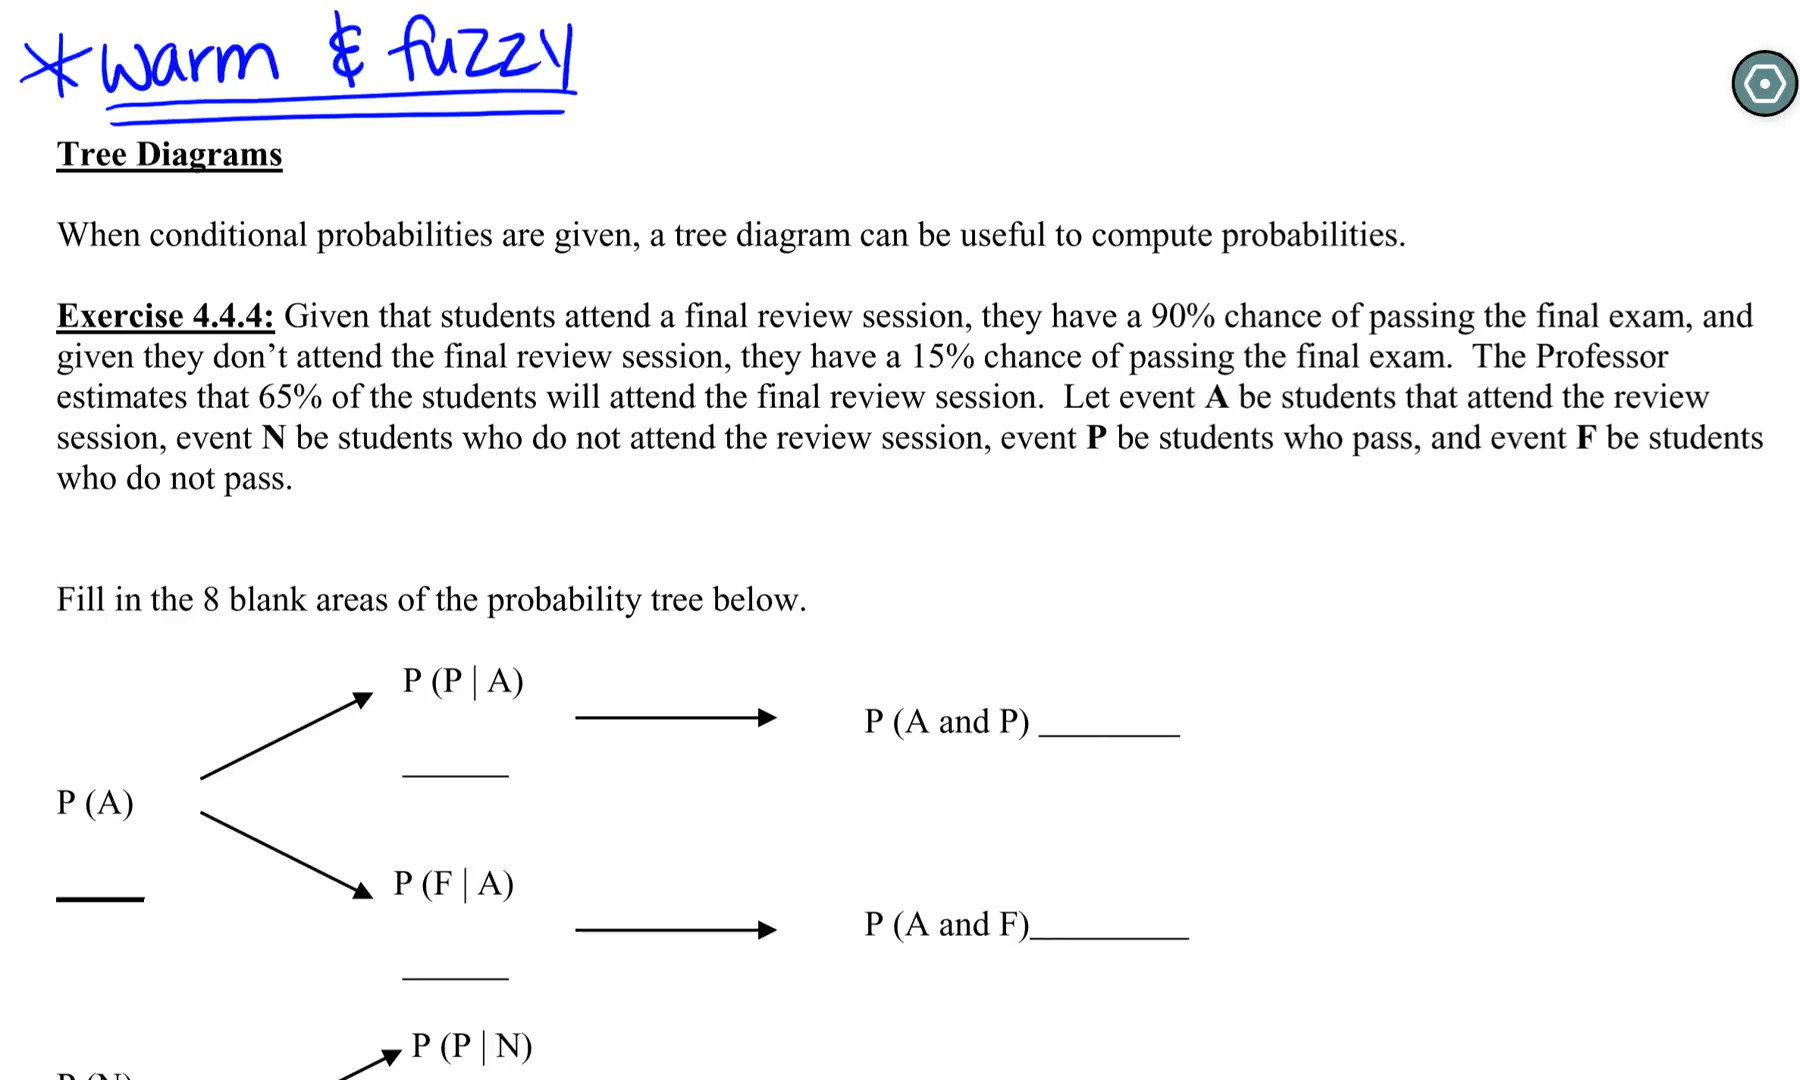 *warm & fuzzy
Tree Diagrams
When conditional probabilities are given, a tree diagram can be useful to compute probabilities.
Exercise 4.4.4: Given that students attend a final review session, they have a 90% chance of passing the final exam, and
given they don’t attend the final review session, they have a 15% chance of passing the final exam. The Professor
estimates that 65% of the students will attend the final review session. Let event A be students that attend the review
session, event N be students who do not attend the review session, event P be students who pass, and event F be students
who do not pass.
Fill in the 8 blank areas of the probability tree below.
P (P | A)
P (A and P) ________
P (A)
P (F | A)
P (A and F)_________
P (P | N)